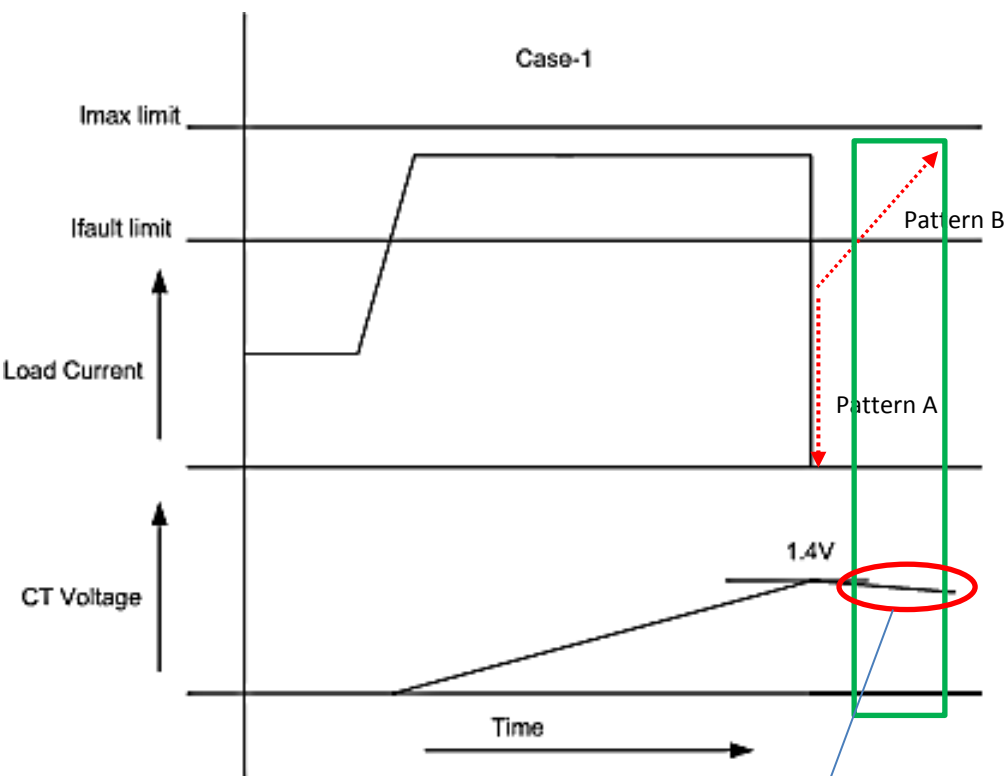 Case-1
Imax limit
Ifault limit
Pattern B
Load Current
Pattern A
1.4V
CT Voltage
Time